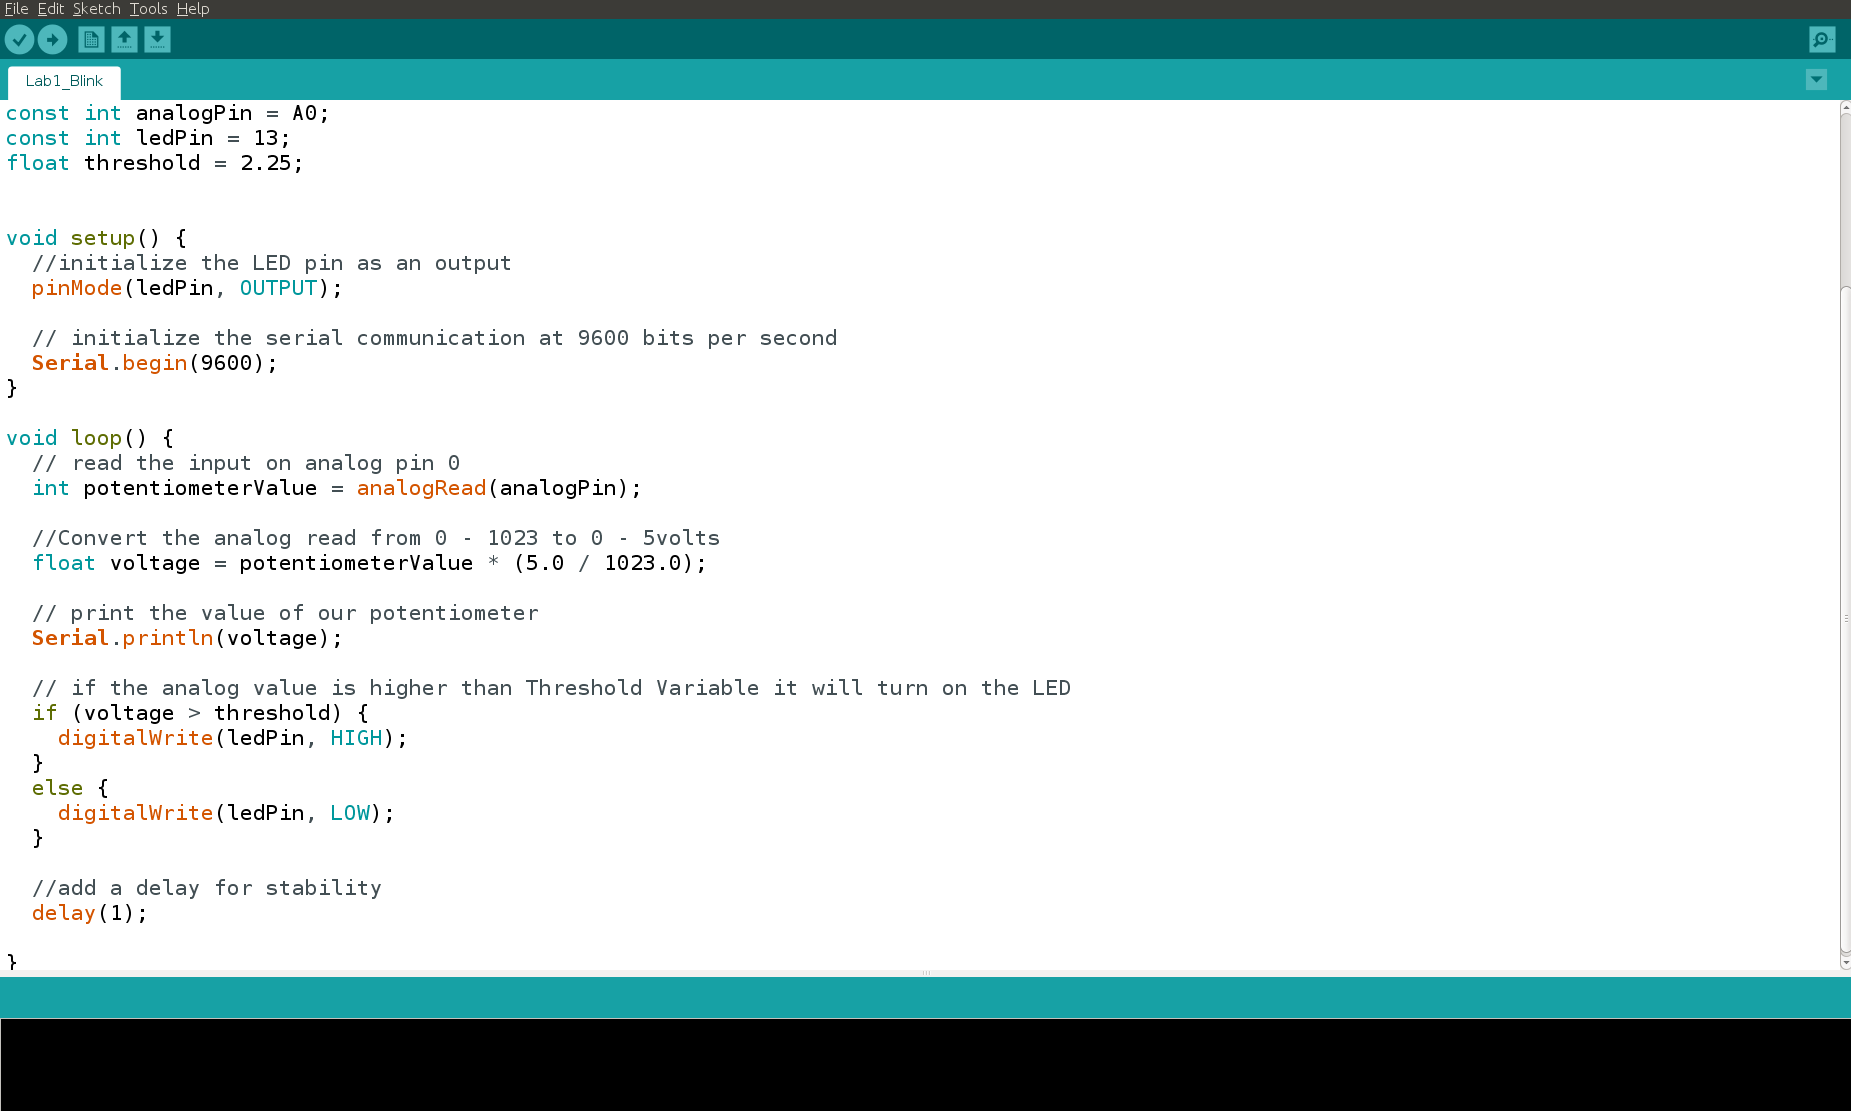 File Edit Sketch Tools Help
Lab1_Blink
const int analogPin = A0;
const int ledPin = 13;
float threshold = 2.25;
void setup() {
  //initialize the LED pin as an output
  pinMode(ledPin, OUTPUT);
  // initialize the serial communication at 9600 bits per second
  Serial.begin(9600);
}
void loop() {
  // read the input on analog pin 0
  int potentiometerValue = analogRead(analogPin);
  //Convert the analog read from 0 - 1023 to 0 - 5volts
  float voltage = potentiometerValue * (5.0 / 1023.0);
  // print the value of our potentiometer
  Serial.println(voltage);
  // if the analog value is higher than Threshold Variable it will turn on the LED
  if (voltage > threshold) {
    digitalWrite(ledPin, HIGH);
  }
  else {
    digitalWrite(ledPin, LOW);
  }
  //add a delay for stability
  delay(1);
}